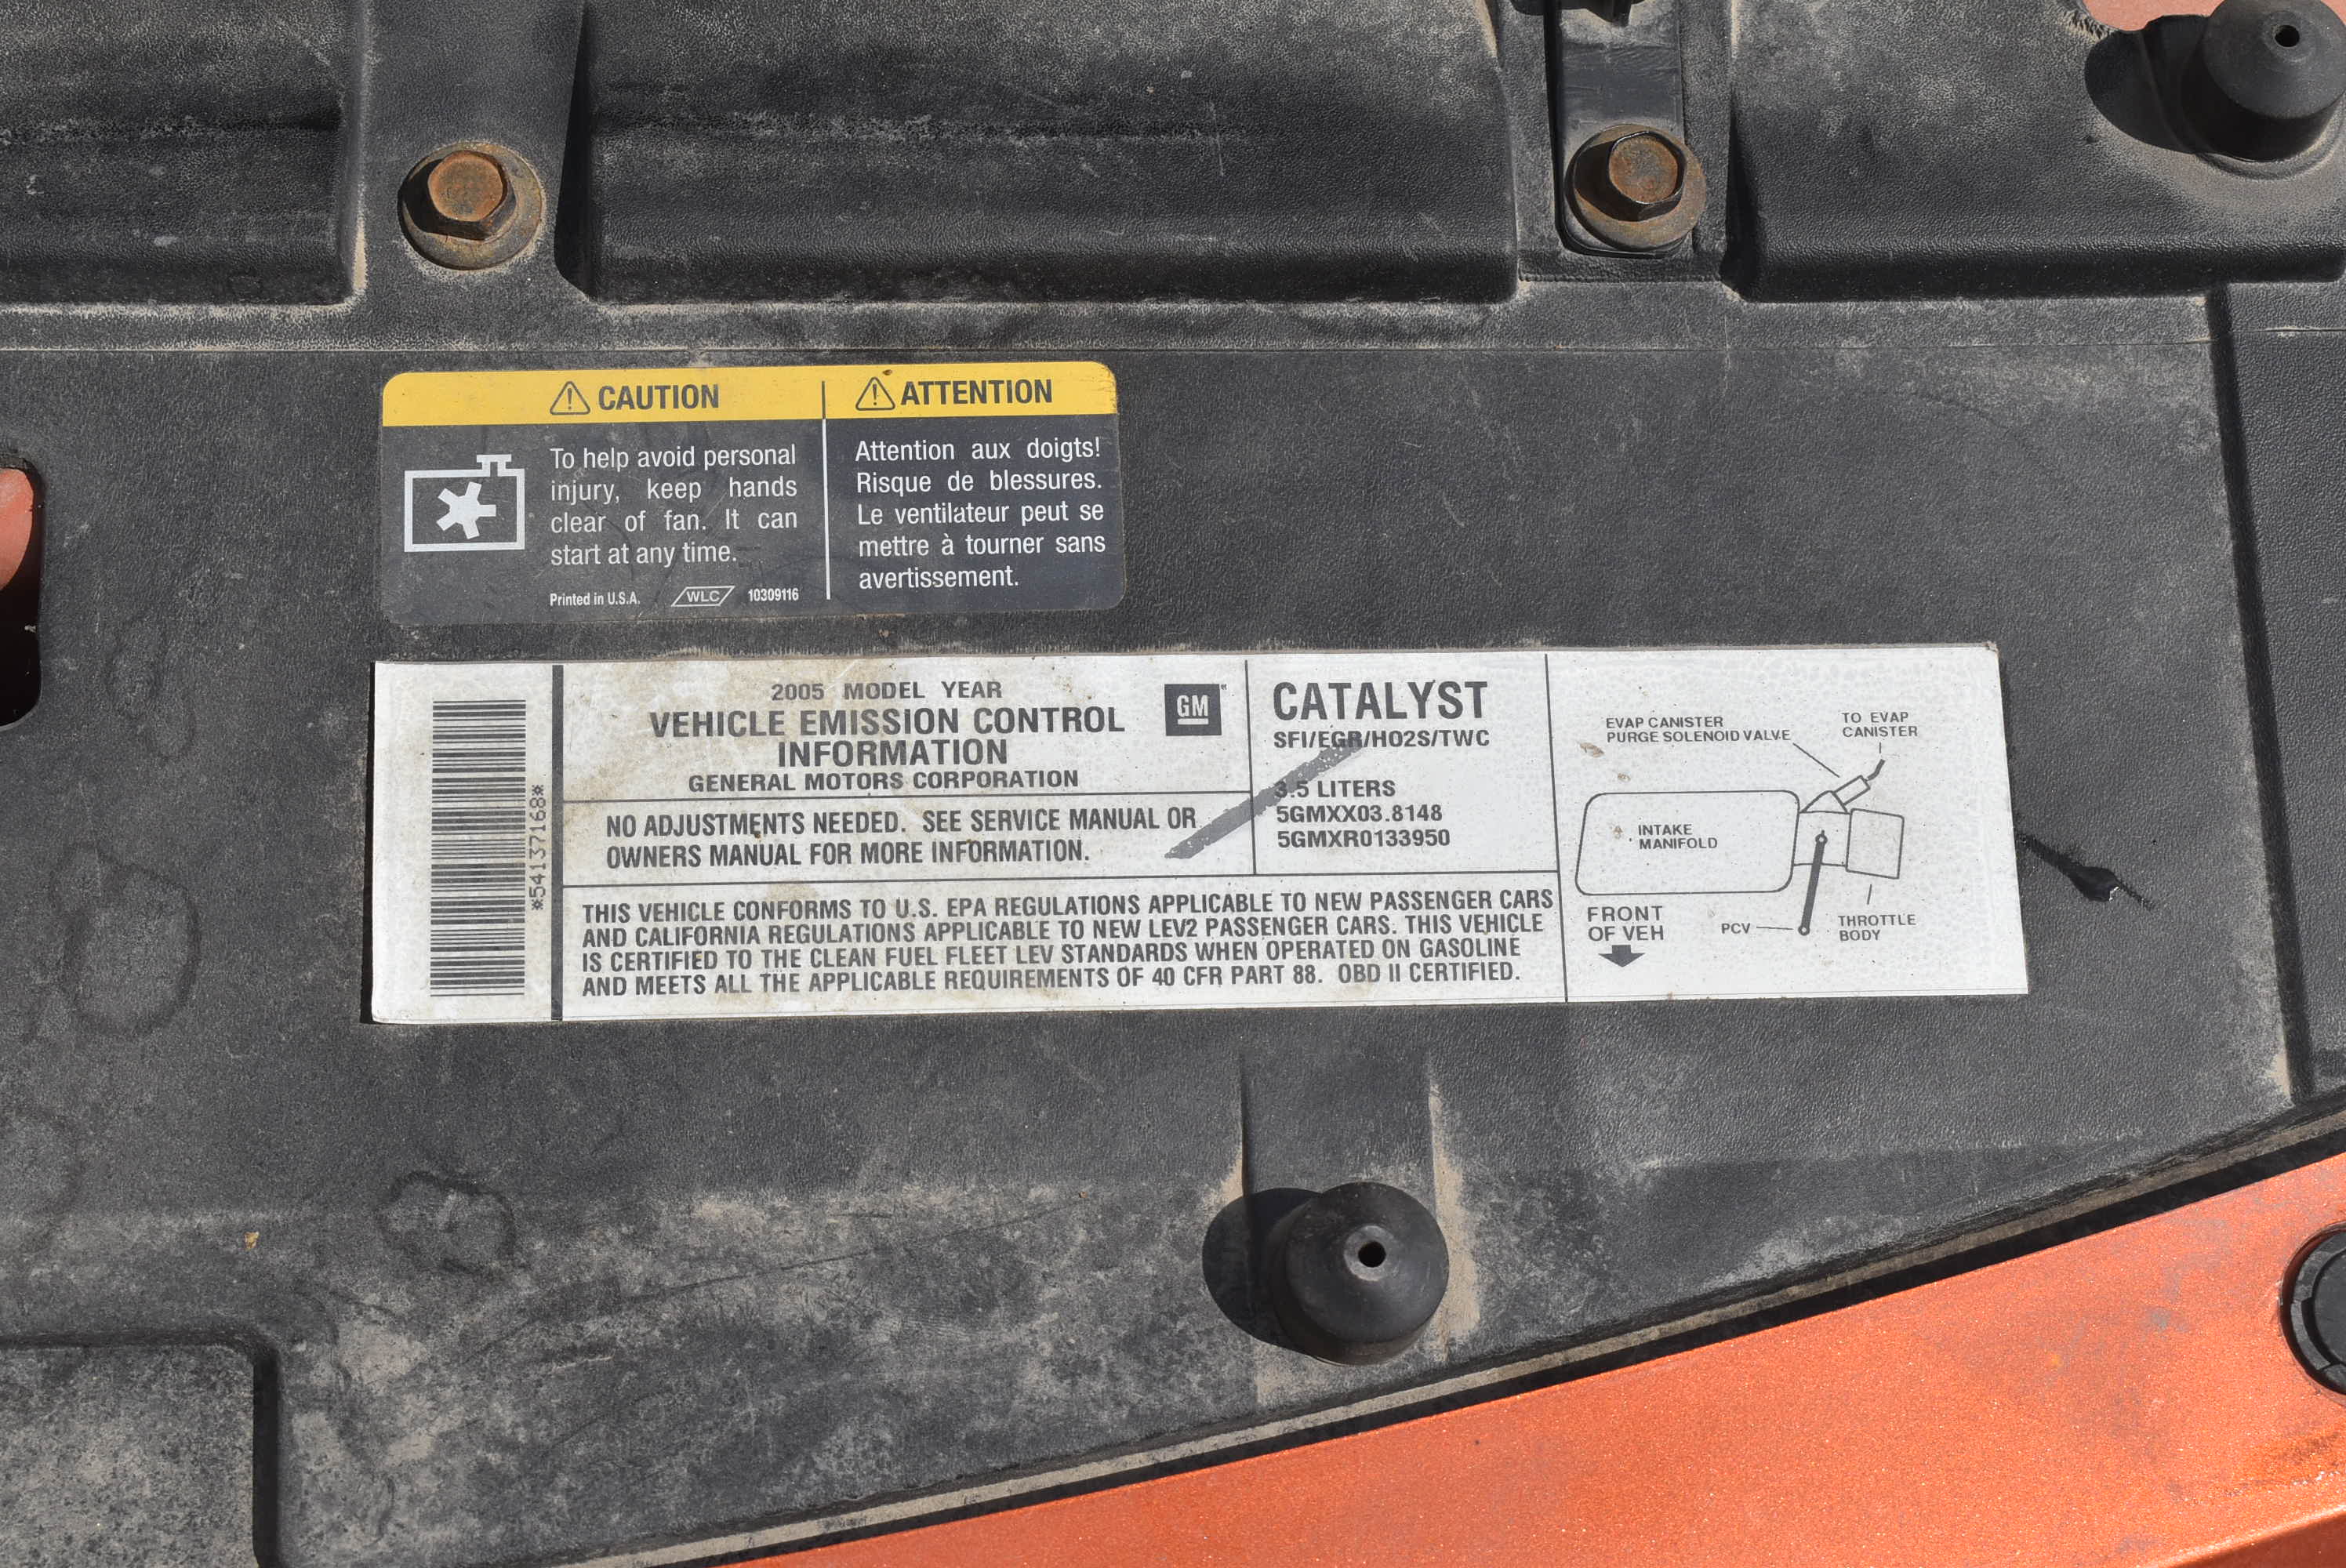 CAUTION
To help avoid personal
injury, keep hands
clear of fan. It can
start at any time.
Printed in U.S.A. WLC 10309116
ATTENTION
Attention aux doigts!
Risque de blessures.
Le ventilateur peut se
mettre à tourner sans
avertissement.
*54137168*
2005 MODEL YEAR
VEHICLE EMISSION CONTROL
INFORMATION
GENERAL MOTORS CORPORATION
GM
NO ADJUSTMENTS NEEDED. SEE SERVICE MANUAL OR
OWNERS MANUAL FOR MORE INFORMATION.
CATALYST
SFI/EGR/HO2S/TWC
3.5 LITERS
5GMXX03.8148
5GMXR0133950
THIS VEHICLE CONFORMS TO U.S. EPA REGULATIONS APPLICABLE TO NEW PASSENGER CARS
AND CALIFORNIA REGULATIONS APPLICABLE TO NEW LEV2 PASSENGER CARS. THIS VEHICLE
IS CERTIFIED TO THE CLEAN FUEL FLEET LEV STANDARDS WHEN OPERATED ON GASOLINE
AND MEETS ALL THE APPLICABLE REQUIREMENTS OF 40 CFR PART 88. OBD II CERTIFIED.
EVAP CANISTER
PURGE SOLENOID VALVE
TO EVAP
CANISTER
INTAKE
MANIFOLD
FRONT
OF VEH
PCV
THROTTLE
BODY